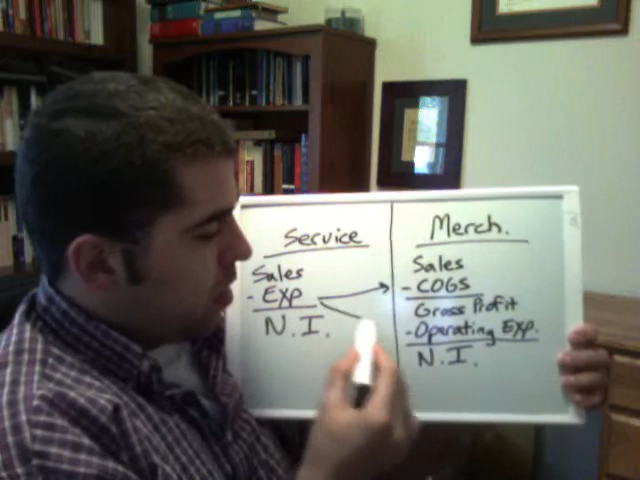 Service
Sales
- Exp
N.I.
Merch.
Sales
- COGS
Gross Profit
- Operating Exp.
N.I.